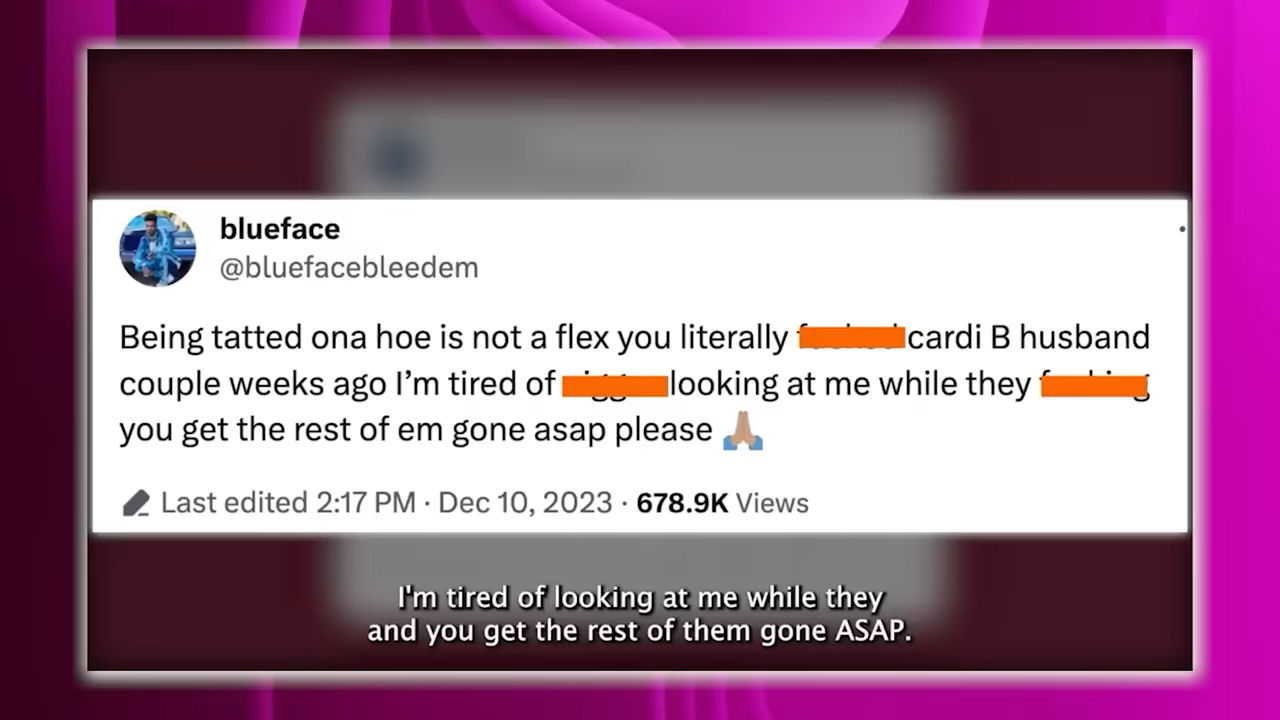 blueface
@bluefacebleedem
Being tatted ona hoe is not a flex you literally cardi B husband
couple weeks ago I’m tired of looking at me while they
you get the rest of em gone asap please 🙏🏽
Last edited 2:17 PM · Dec 10, 2023 · 678.9K Views
I'm tired of looking at me while they
and you get the rest of them gone ASAP.